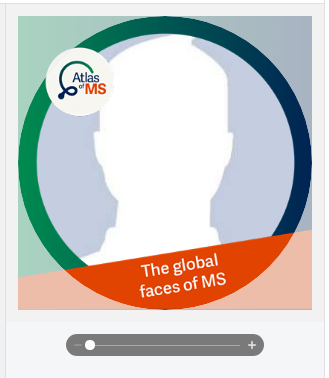 Atlas
of MS
The global
faces of MS